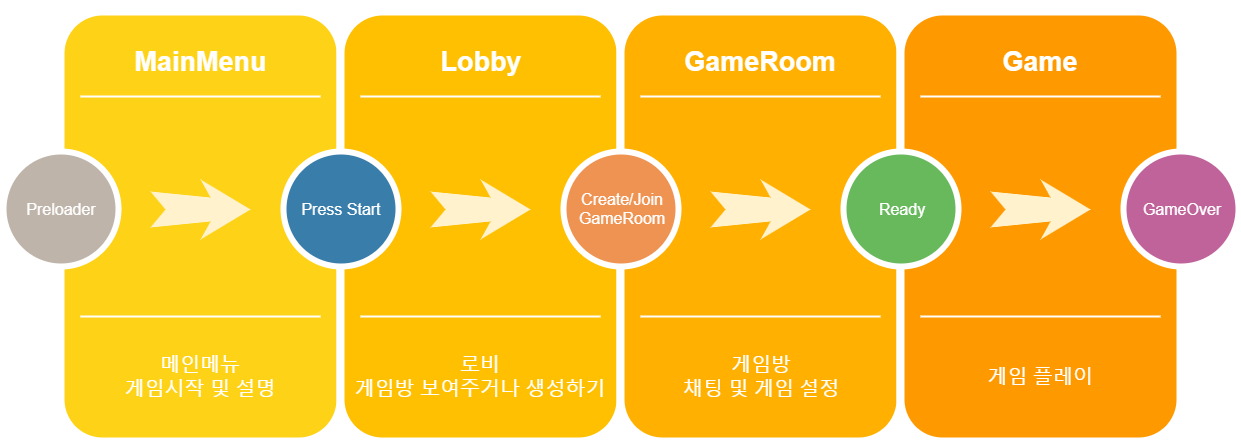 MainMenu
Lobby
GameRoom
Game
Preloader
Press Start
Create/Join
GameRoom
Ready
GameOver
메인메뉴
게임시작 및 설명
로비
게임방 보여주거나 생성하기
게임방
채팅 및 게임 설정
게임 플레이